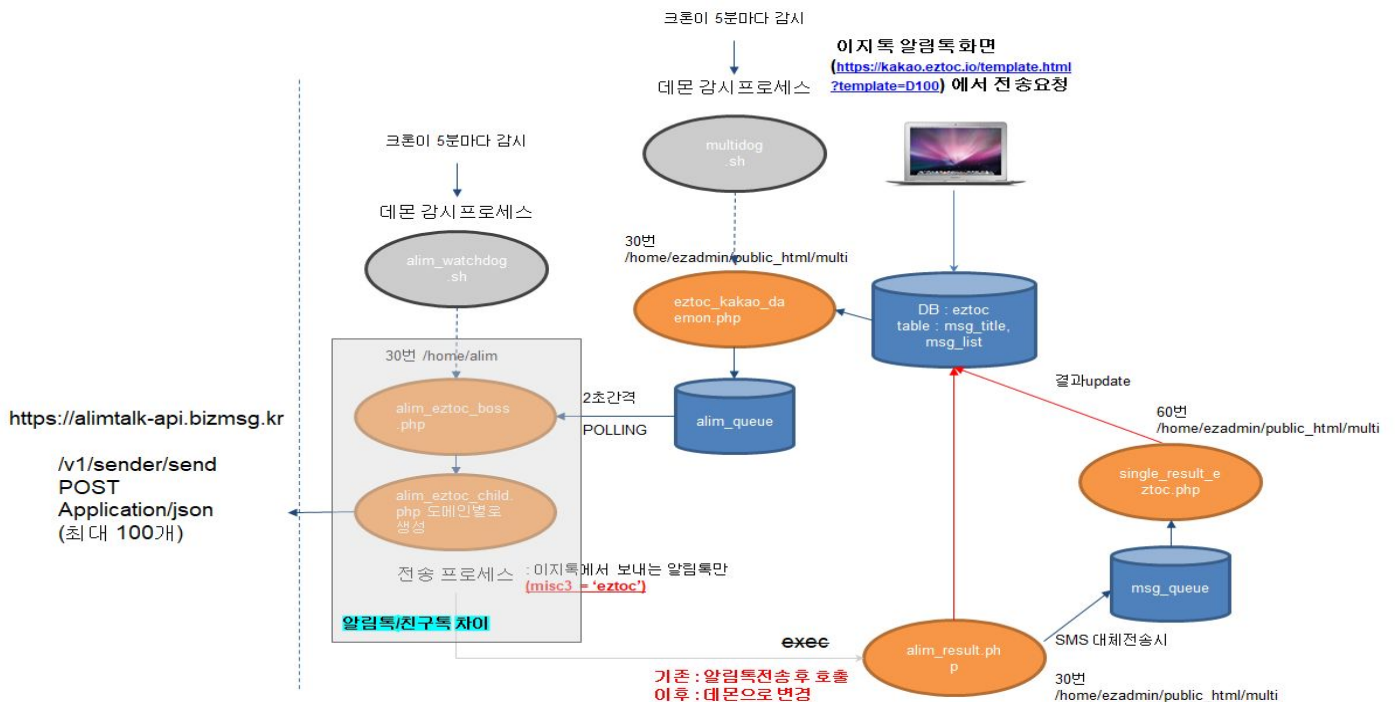 크론이 5분마다 감시
데몬 감시프로세스
multidog
.sh
이지톡 알림톡화면
(https://kakao.eztoc.io/template.html
?template=D100) 에서 전송요청
크론이 5분마다 감시
데몬 감시프로세스
alim_watchdog
.sh
30번
/home/ezadmin/public_html/multi
eztoc_kakao_da
emon.php
DB : eztoc
table : msg_title,
msg_list
30번 /home/alim
alim_eztoc_boss
.php
2초간격
POLLING
alim_queue
결과update
60번
/home/ezadmin/public_html/multi
single_result_e
ztoc.php
https://alimtalk-api.bizmsg.kr
/v1/sender/send
POST
Application/json
(최대 100개)
alim_eztoc_child.
php 도메인별로
생성
전송 프로세스 : 이지톡에서 보내는 알림톡만
(misc3 = ‘eztoc’)
알림톡/친구톡 차이
msg_queue
exec
기존 : 알림톡전송 후 호출
이후 : 데몬으로 변경
alim_result.ph
p
SMS 대체전송시
30번
/home/ezadmin/public_html/multi